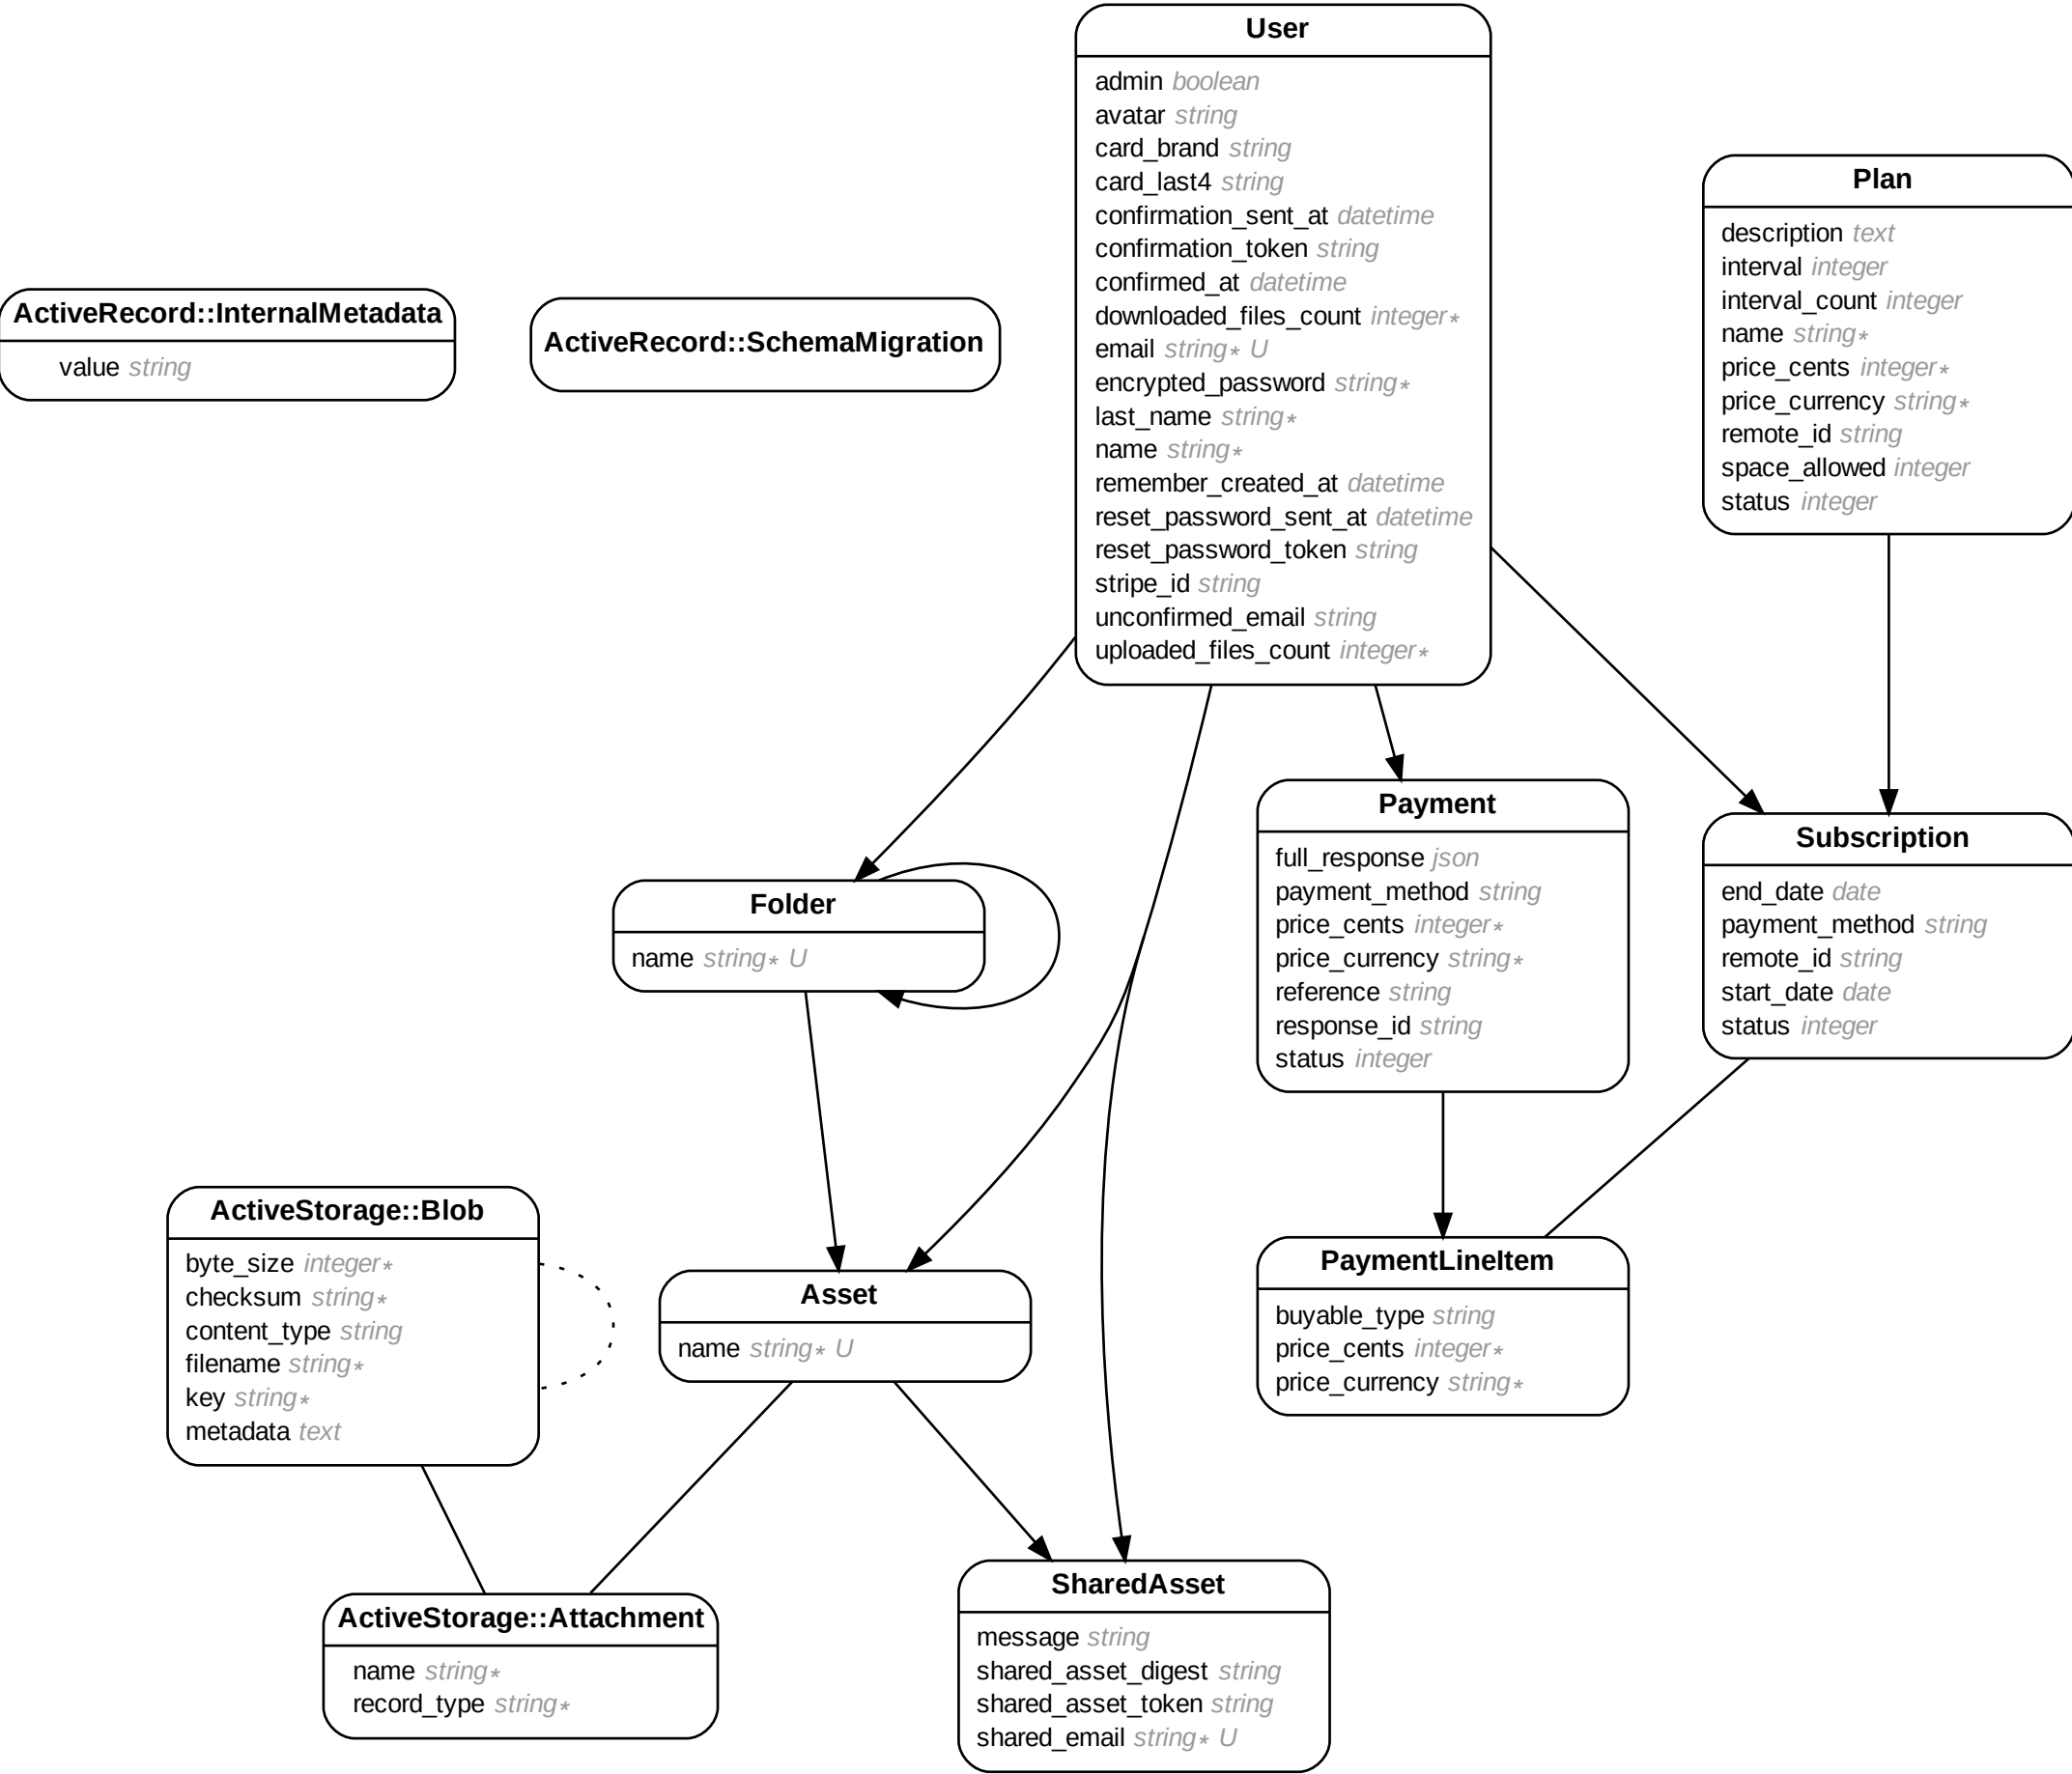 User
admin boolean
avatar string
card_brand string
card_last4 string
confirmation_sent_at datetime
confirmation_token string
confirmed_at datetime
downloaded_files_count integer*
email string* U
encrypted_password string*
last_name string*
name string*
remember_created_at datetime
reset_password_sent_at datetime
reset_password_token string
stripe_id string
unconfirmed_email string
uploaded_files_count integer*
Plan
description text
interval integer
interval_count integer
name string*
price_cents integer*
price_currency string*
remote_id string
space_allowed integer
status integer
ActiveRecord::InternalMetadata
value string
ActiveRecord::SchemaMigration
Payment
full_response json
payment_method string
price_cents integer*
price_currency string*
reference string
response_id string
status integer
Subscription
end_date date
payment_method string
remote_id string
start_date date
status integer
Folder
name string* U
ActiveStorage::Blob
byte_size integer*
checksum string*
content_type string
filename string*
key string*
metadata text
Asset
name string* U
PaymentLineItem
buyable_type string
price_cents integer*
price_currency string*
ActiveStorage::Attachment
name string*
record_type string*
SharedAsset
message string
shared_asset_digest string
shared_asset_token string
shared_email string* U